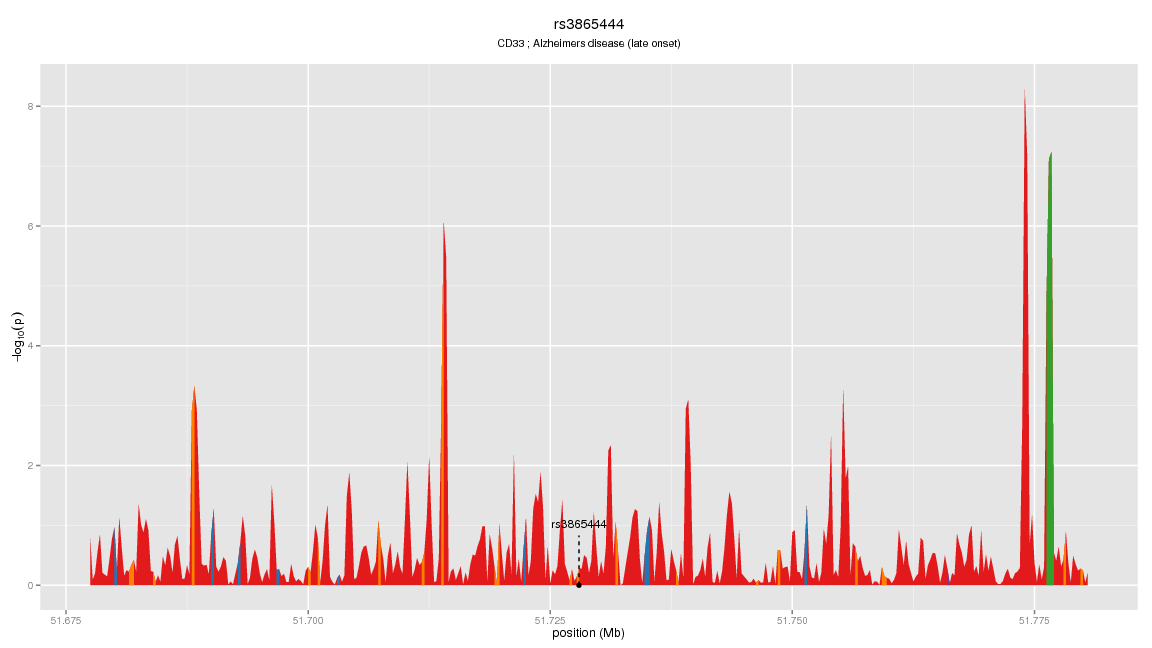 rs3865444
CD33 ; Alzheimers disease (late onset)
8
6
4
2
0
−log10(p)
rs3865444
51.675 51.700 51.725 51.750 51.775
position (Mb)